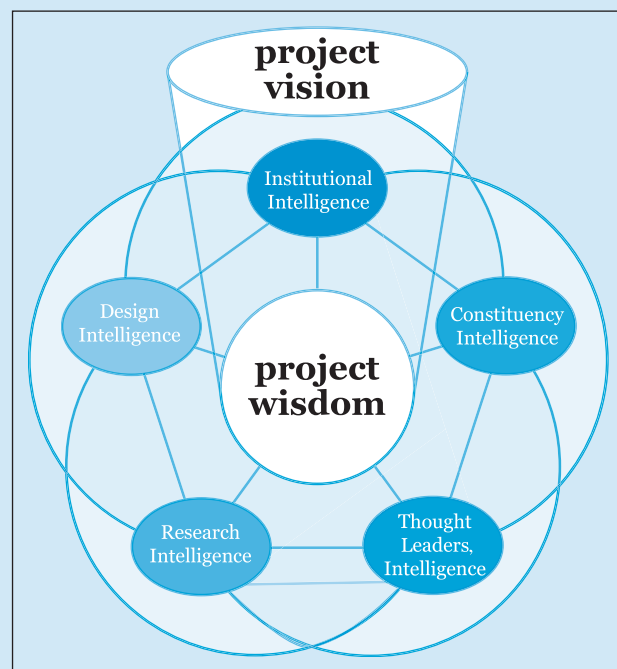 project
vision
Institutional
Intelligence
Design
Intelligence
Constituency
Intelligence
project
wisdom
Research
Intelligence
Thought
Leaders,
Intelligence